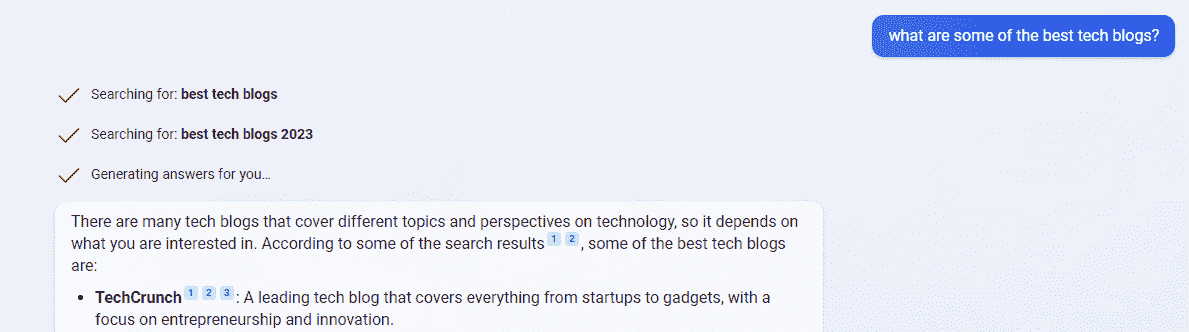 what are some of the best tech blogs?
Searching for: best tech blogs
Searching for: best tech blogs 2023
Generating answers for you...
There are many tech blogs that cover different topics and perspectives on technology, so it depends on
what you are interested in. According to some of the search results 1 2, some of the best tech blogs
are:
• TechCrunch 1 2 3: A leading tech blog that covers everything from startups to gadgets, with a
focus on entrepreneurship and innovation.